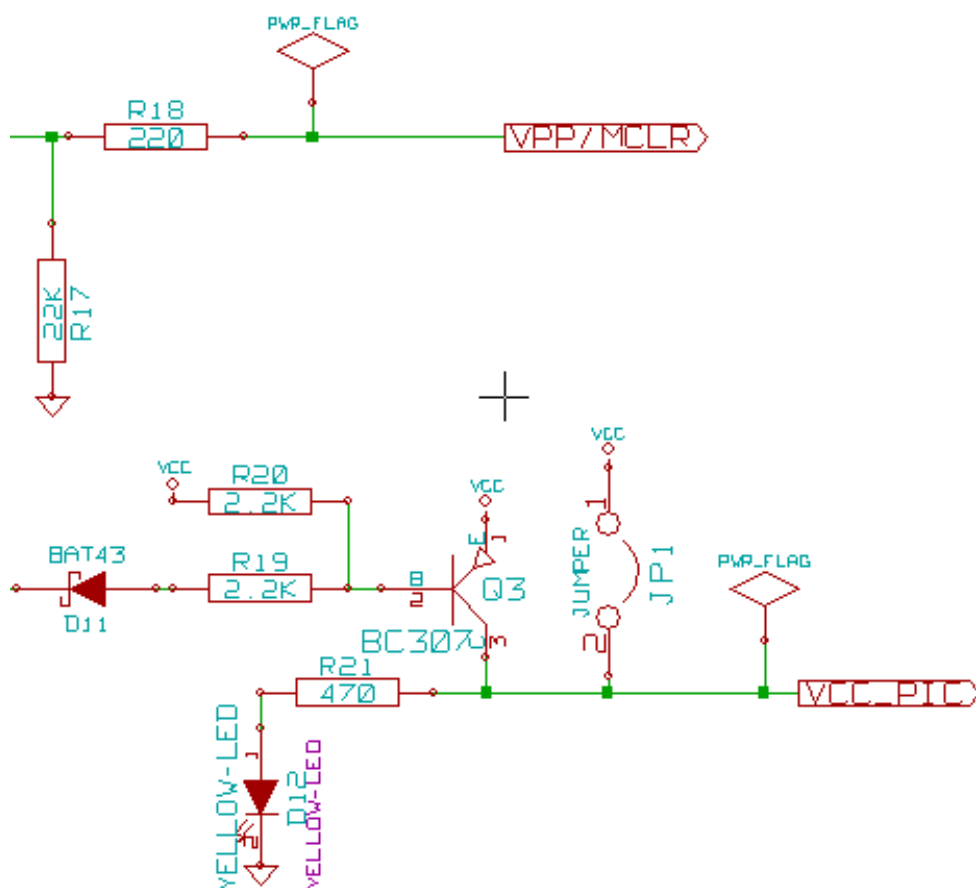 PWR_FLAG
R18
220
VPP/MCLR
22K
R17
VCC
R20
2.2K
VCC
VCC
BAT43
D11
R19
2.2K
B
2
E
1
Q3
BC307
C
3
1
JUMPER
JP1
2
PWR_FLAG
R21
470
VCC_PIC
YELLOW-LED
1
D12
2
YELLOW-LED